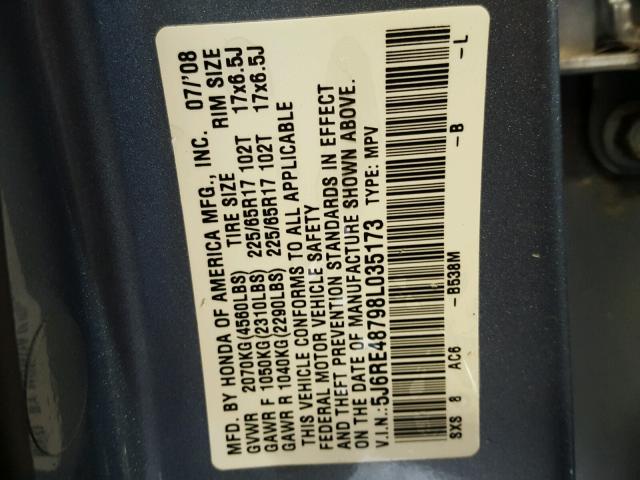 MFD. BY HONDA OF AMERICA MFG., INC. 07/'08
TIRE SIZE RIM SIZE
GVWR 2070KG(4560LBS)
GAWR F 1050KG(2310LBS) 225/65R17 102T 17x6.5J
GAWR R 1040KG(2290LBS) 225/65R17 102T 17x6.5J
THIS VEHICLE CONFORMS TO ALL APPLICABLE
FEDERAL MOTOR VEHICLE SAFETY
AND THEFT PREVENTION STANDARDS IN EFFECT
ON THE DATE OF MANUFACTURE SHOWN ABOVE.
V.I.N.:5J6RE48798L035173 TYPE: MPV
SXS 8 AC6 -B538M -B -L